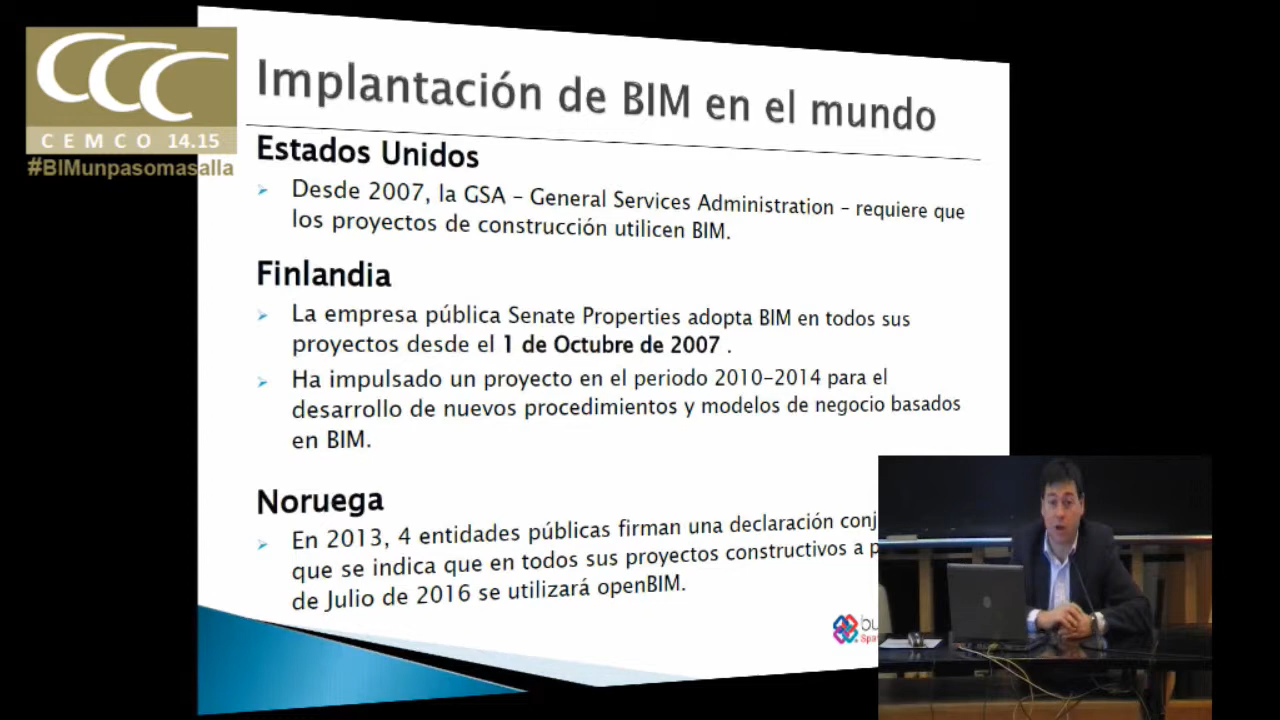 CCC
CEMCO 14.15
#BIMunpasomasalla
Implantación de BIM en el mundo
Estados Unidos
Desde 2007, la GSA – General Services Administration – requiere que
los proyectos de construcción utilicen BIM.
Finlandia
La empresa pública Senate Properties adopta BIM en todos sus
proyectos desde el 1 de Octubre de 2007 .
Ha impulsado un proyecto en el periodo 2010-2014 para el
desarrollo de nuevos procedimientos y modelos de negocio basados
en BIM.
Noruega
En 2013, 4 entidades públicas firman una declaración
que se indica que en todos sus proyectos constructivos a
de Julio de 2016 se utilizará openBIM.